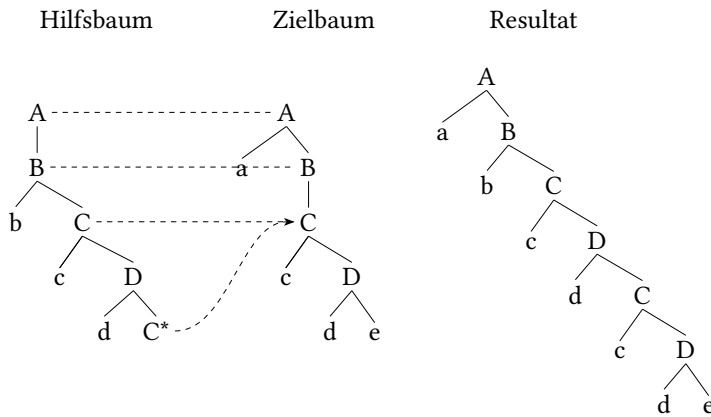 Hilfsbaum Zielbaum Resultat
A
A A
a
B a B B
b
b C C C
c
c D c D D
d
d C* d e C
c
D
d e